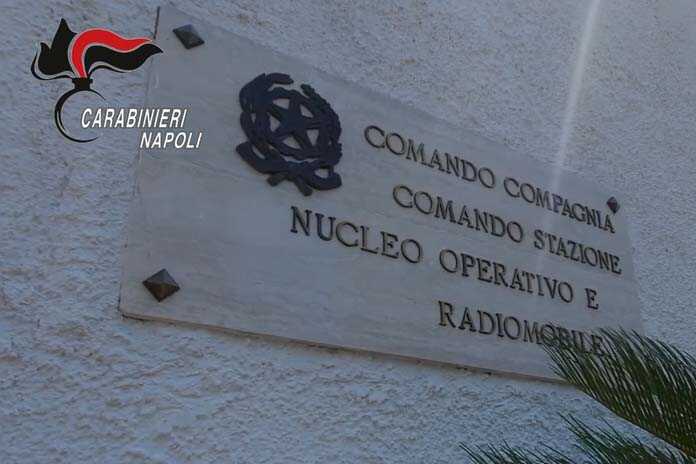 CARABINIERI
NAPOLI
COMANDO COMPAGNIA
COMANDO STAZIONE
NUCLEO OPERATIVO E
RADIOMOBILE